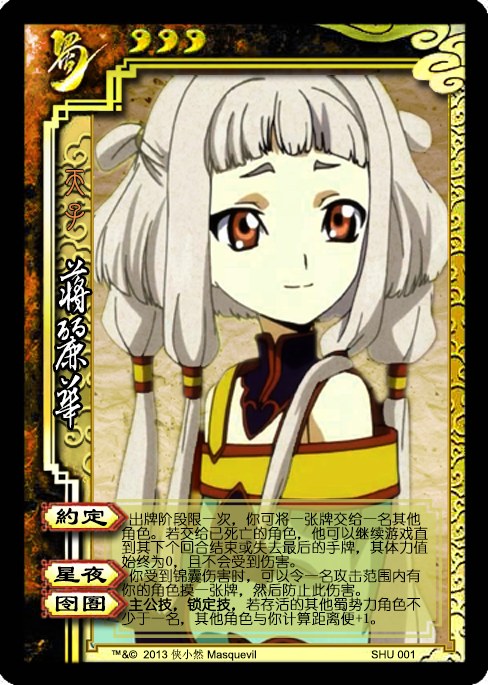 蜀
天子
蔣麗華
約定
出牌阶段限一次，你可将一张牌交给一名其他
角色。若交给已死亡的角色，他可以继续游戏直
到其下个回合结束或失去最后的手牌，其体力值
始终为0，且不会受到伤害。
星夜
你受到锦囊伤害时，可以令一名攻击范围内有
你的角色摸一张牌，然后防止此伤害。
囹圄
主公技，锁定技，若存活的其他蜀势力角色不
少于一名，其他角色与你计算距离便+1。
™&© 2013 侠小然 Masquevil
SHU 001